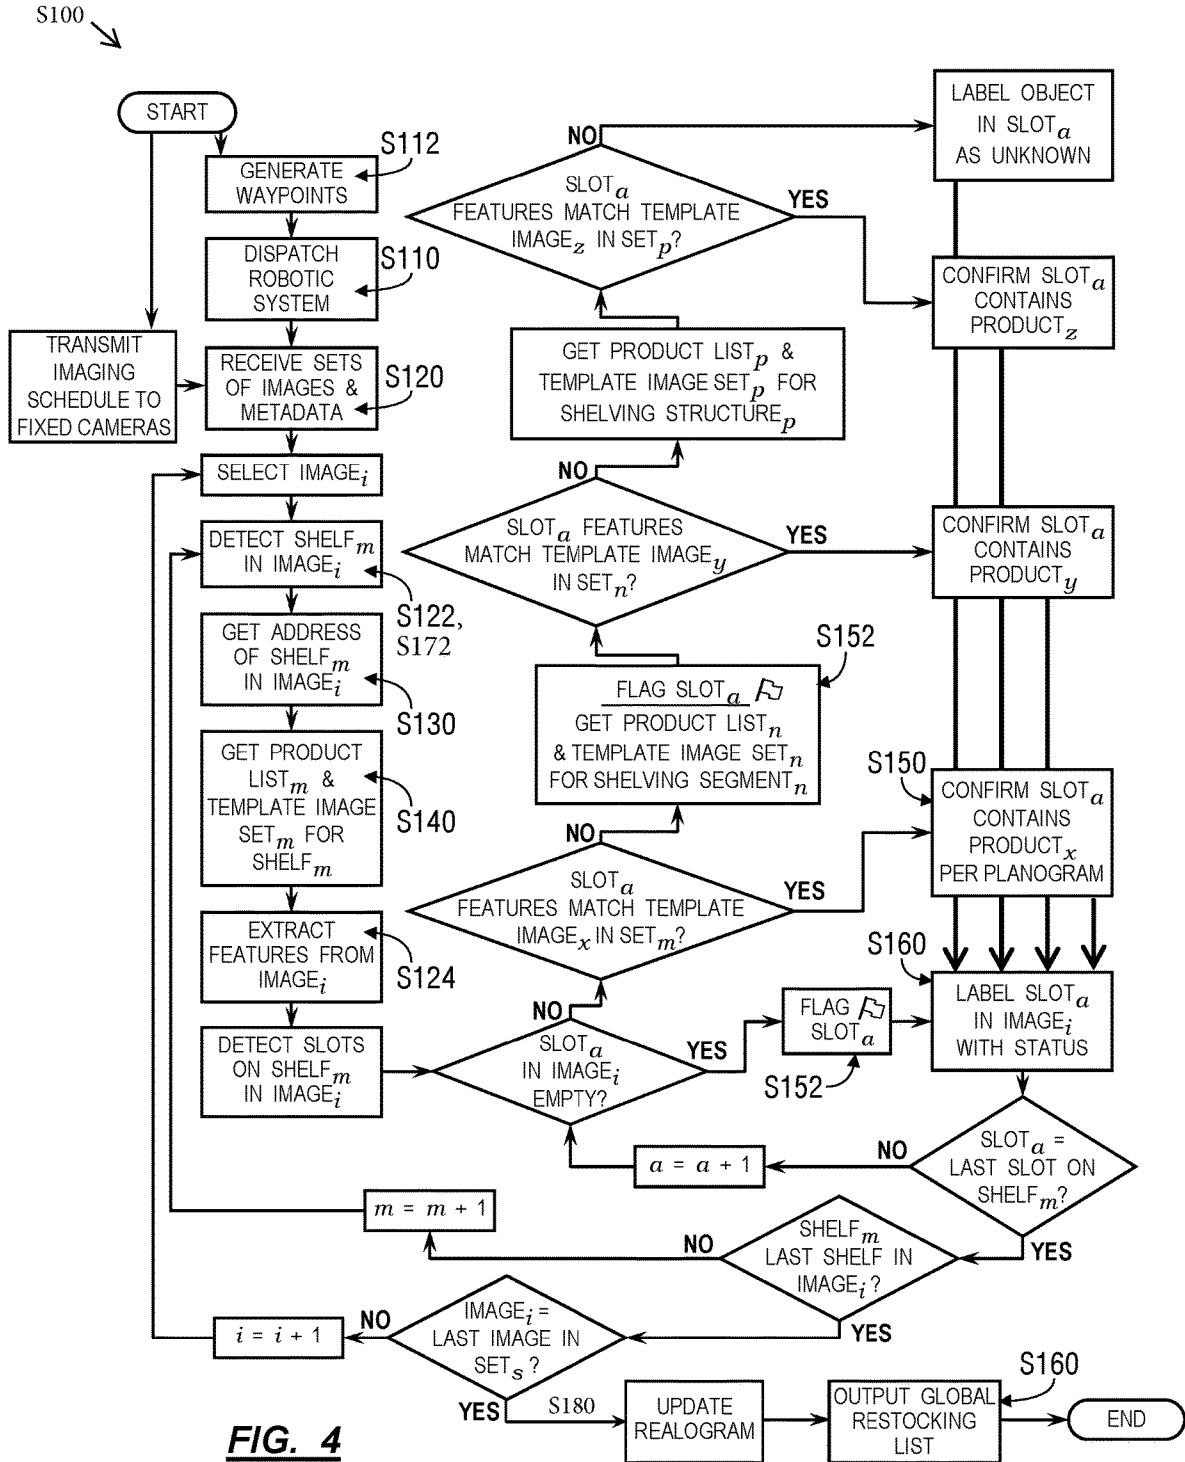 S100
START
S112
GENERATE
WAYPOINTS
DISPATCH
ROBOTIC
SYSTEM
S110
TRANSMIT
IMAGING
SCHEDULE TO
FIXED CAMERAS
RECEIVE SETS
OF IMAGES &
METADATA
S120
SELECT IMAGEi
DETECT SHELFm
IN IMAGEi
S122,
S172
GET ADDRESS
OF SHELFm
IN IMAGEi
S130
GET PRODUCT
LISTm &
TEMPLATE IMAGE
SETm FOR
SHELFm
S140
EXTRACT
FEATURES FROM
IMAGEi
S124
DETECT SLOTS
ON SHELFm
IN IMAGEi
SLOTa
IN IMAGEi
EMPTY?
NO
YES
FLAG
SLOTa
S152
SLOTa
FEATURES MATCH TEMPLATE
IMAGEx IN SETm?
NO
YES
FLAG SLOTa
GET PRODUCT LISTn
& TEMPLATE IMAGE SETn
FOR SHELVING SEGMENTn
S152
SLOTa FEATURES
MATCH TEMPLATE IMAGEy
IN SETn?
NO
YES
GET PRODUCT LISTp &
TEMPLATE IMAGE SETp FOR
SHELVING STRUCTUREp
SLOTa
FEATURES MATCH TEMPLATE
IMAGEz IN SETp?
NO
YES
LABEL OBJECT
IN SLOTa
AS UNKNOWN
CONFIRM SLOTa
CONTAINS
PRODUCTz
CONFIRM SLOTa
CONTAINS
PRODUCTy
S150
CONFIRM SLOTa
CONTAINS
PRODUCTx
PER PLANOGRAM
S160
LABEL SLOTa
IN IMAGEi
WITH STATUS
SLOTa =
LAST SLOT ON
SHELFm?
NO
YES
a = a + 1
SHELFm
LAST SHELF IN
IMAGEi?
NO
YES
m = m + 1
IMAGEi =
LAST IMAGE IN
SETs?
NO
YES
i = i + 1
S180
UPDATE
REALOGRAM
S160
OUTPUT GLOBAL
RESTOCKING
LIST
END
FIG. 4